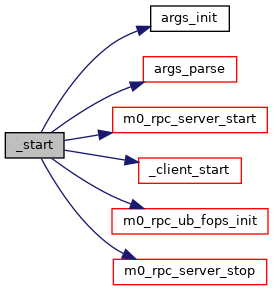 args_init
args_parse
m0_rpc_server_start
_start
_client_start
m0_rpc_ub_fops_init
m0_rpc_server_stop